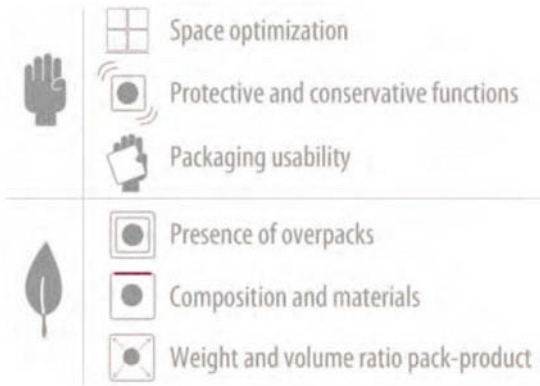 Space optimization
Protective and conservative functions
Packaging usability
Presence of overpacks
Composition and materials
Weight and volume ratio pack-product